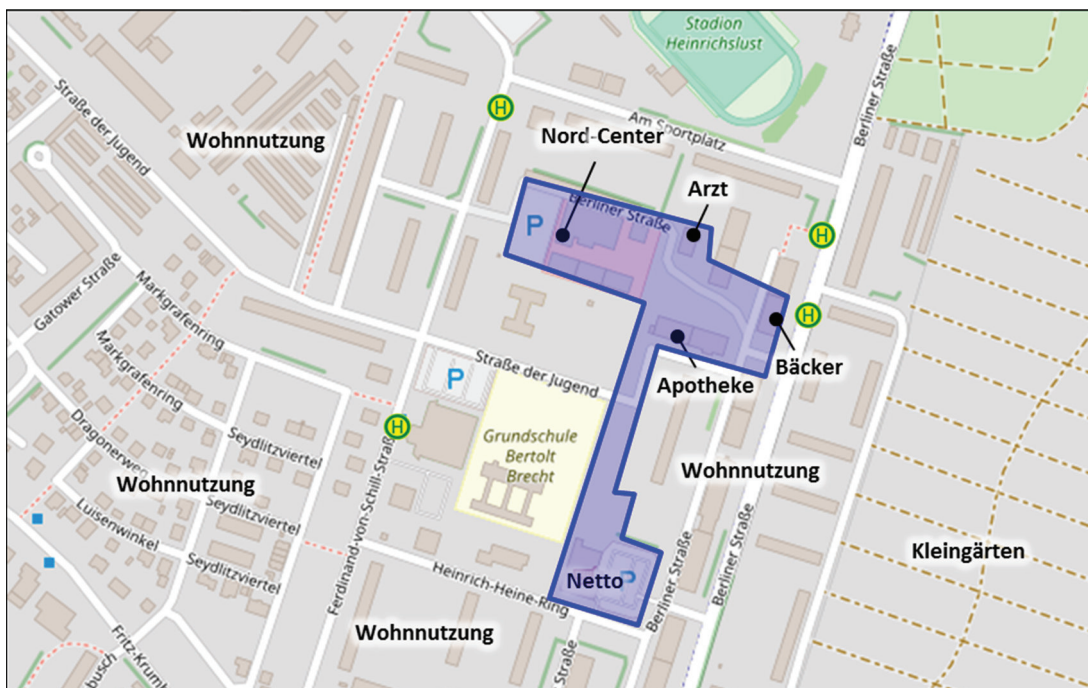 Stadion
Heinrichslust
Berliner Straße
Straße der Jugend
H
Am Sportplatz
Wohnnutzung
Nord-Center
Arzt
Berliner Straße
P
H
Gatower Straße
Markgrafenring
H
Markgrafenring
Straße der Jugend
Bäcker
Apotheke
P
H
Grundschule
Bertolt
Brecht
Seydlitzviertel
Dragonerweg
Wohnnutzung
Wohnnutzung
Seydlitzviertel
Luisenwinkel
Seydlitzviertel
Ferdinand-von-Schill-Straße
Berliner Straße
Berliner Straße
Kleingärten
Heinrich-Heine-Ring
Netto
P
Wohnnutzung
Straße
busch